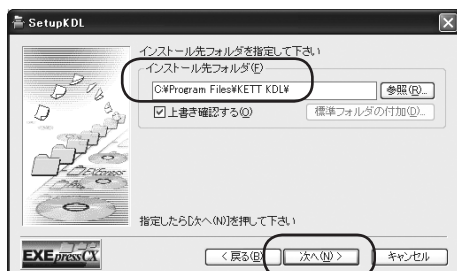 SetupKDL
インストール先フォルダを指定して下さい
インストール先フォルダ(F)
C:¥Program Files¥KETT KDL¥
参照(R)...
上書き確認する(O)
標準フォルダの付加(D)...
指定したら[次へ(N)]を押して下さい
EXEpressCX
< 戻る(B)
次へ(N) >
キャンセル